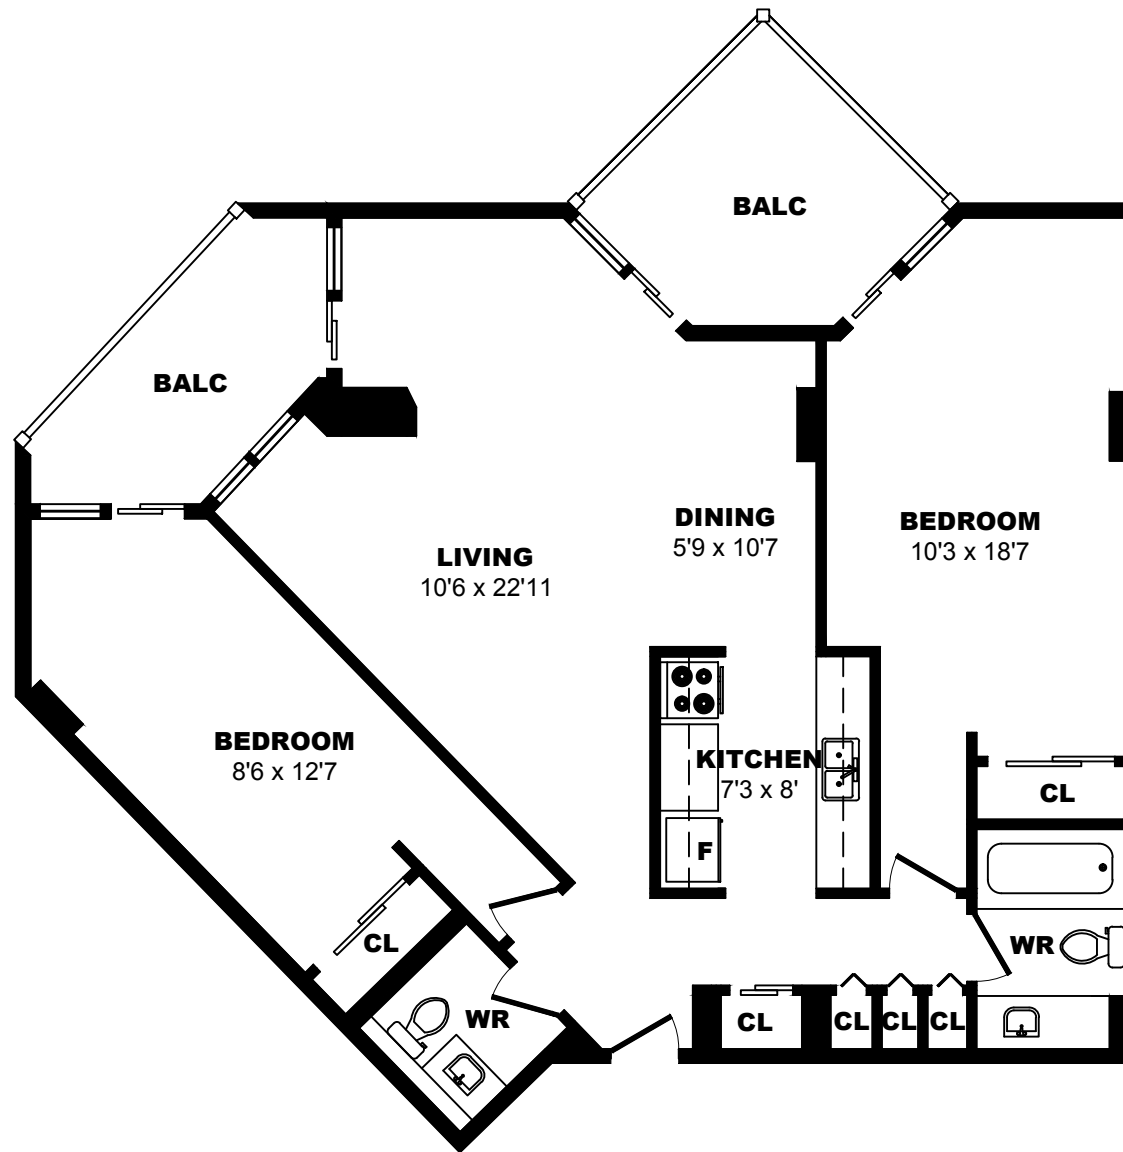 BALC
BALC
DINING
5'9 x 10'7
BEDROOM
10'3 x 18'7
LIVING
10'6 x 22'11
BEDROOM
8'6 x 12'7
KITCHEN
7'3 x 8'
CL
F
CL
WR
WR
CL
CL
CL
CL